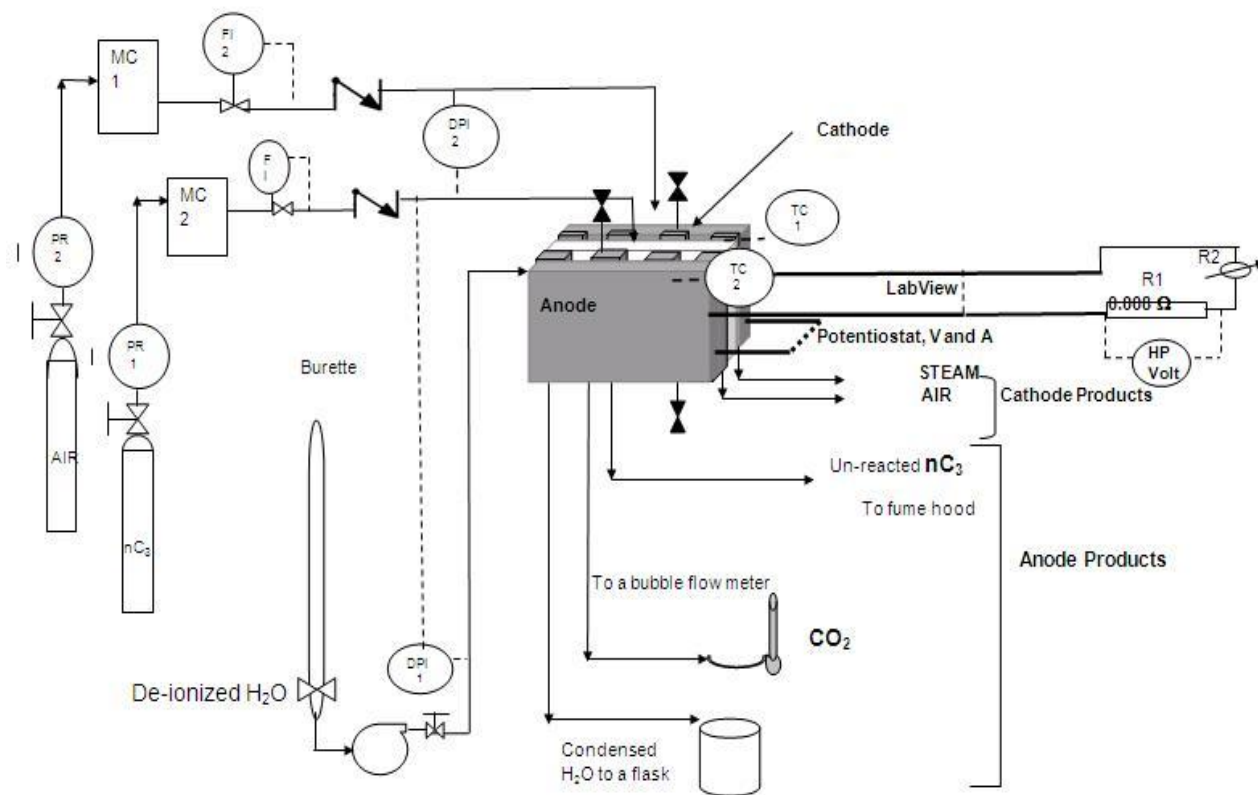 FI
2
MC
1
DPI
2
Cathode
F
I
MC
2
TC
1
PR
2
TC
2
R2
LabView
R1
0.008 Ω
Anode
PR
1
Burette
Potentiostat, V and A
HP
Volt
STEAM
AIR
Cathode Products
AIR
Un-reacted nC₃
To fume hood
nC₃
Anode Products
To a bubble flow meter
CO₂
DPI
1
De-ionized H₂O
Condensed
H₂O to a flask